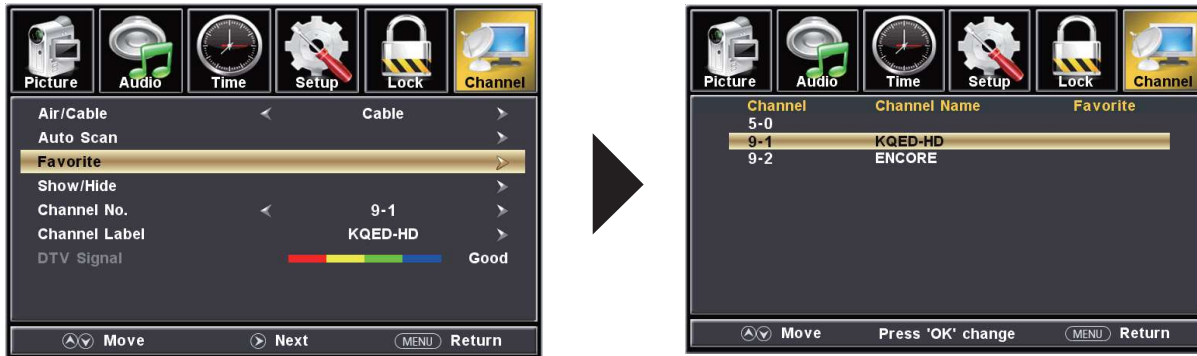 Picture Audio Time Setup Lock Channel
Air/Cable Cable
Auto Scan
Favorite
Show/Hide
Channel No. 9-1
Channel Label KQED-HD
DTV Signal Good
Move Next MENU Return
Picture Audio Time Setup Lock Channel
Channel Channel Name Favorite
5-0
9-1 KQED-HD
9-2 ENCORE
Move Press 'OK' change MENU Return